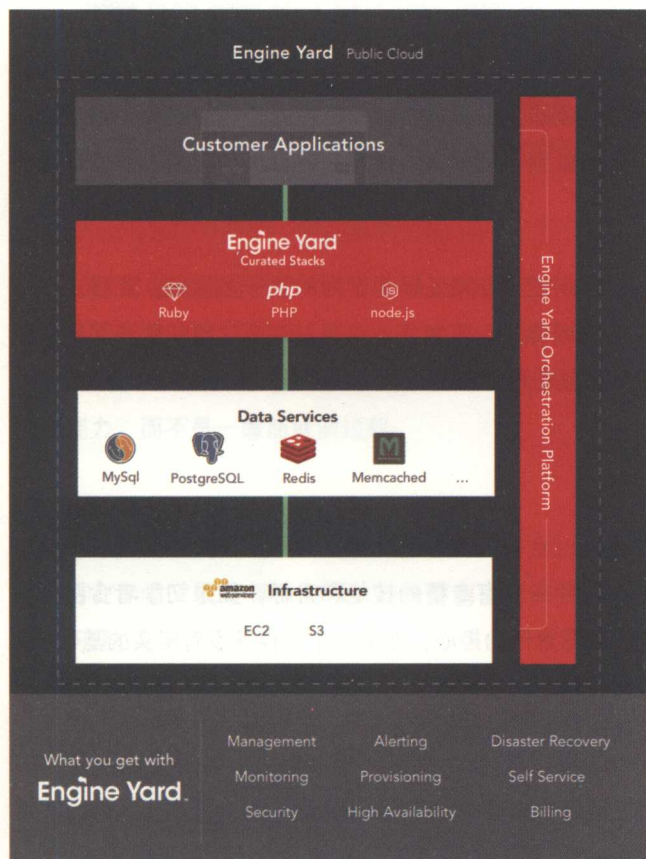 Engine Yard Public Cloud
Customer Applications
Engine Yard
Curated Stacks
php
JS
Ruby
PHP
node.js
Data Services
M
MySql
PostgreSQL
Redis
Memcached
...
amazon
webservices
Infrastructure
EC2
S3
Engine Yard Orchestration Platform
What you get with
Engine Yard
Management
Alerting
Disaster Recovery
Monitoring
Provisioning
Self Service
Security
High Availability
Billing